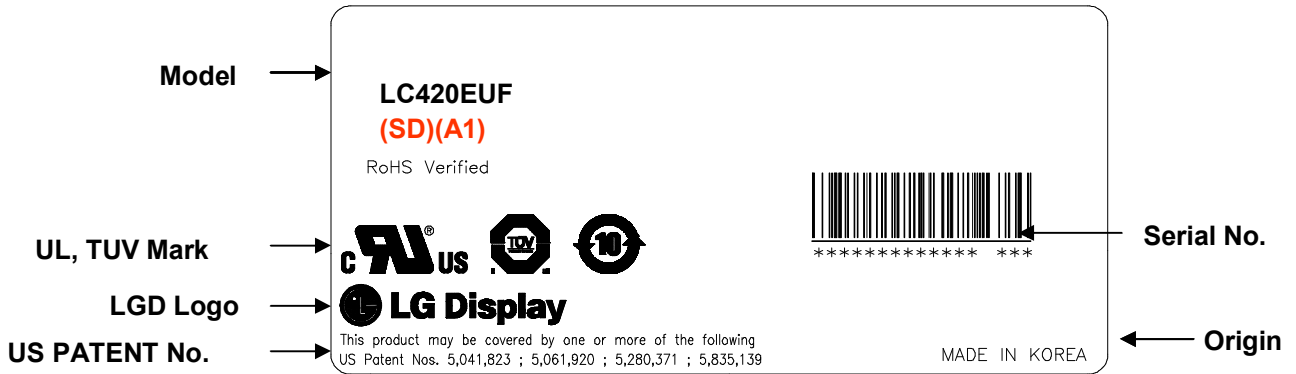 Model
LC420EUF
(SD)(A1)
RoHS Verified
UL, TUV Mark
C RU® US
TUV
10
Serial No.
************* ***
LGD Logo
LG Display
US PATENT No.
This product may be covered by one or more of the following
US Patent Nos. 5,041,823 ; 5,061,920 ; 5,280,371 ; 5,835,139
MADE IN KOREA
Origin